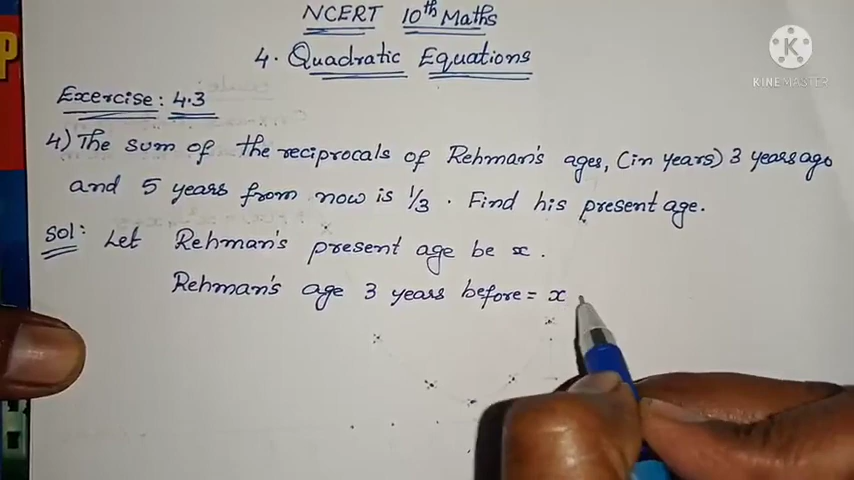 NCERT 10th Maths
4. Quadratic Equations
KINEMASTER
Exercise: 4.3
4) The sum of the reciprocals of Rehman's ages, (in years) 3 years ago
and 5 years from now is 1/3. Find his present age.
Sol: Let Rehman's present age be x.
Rehman's age 3 years before = x